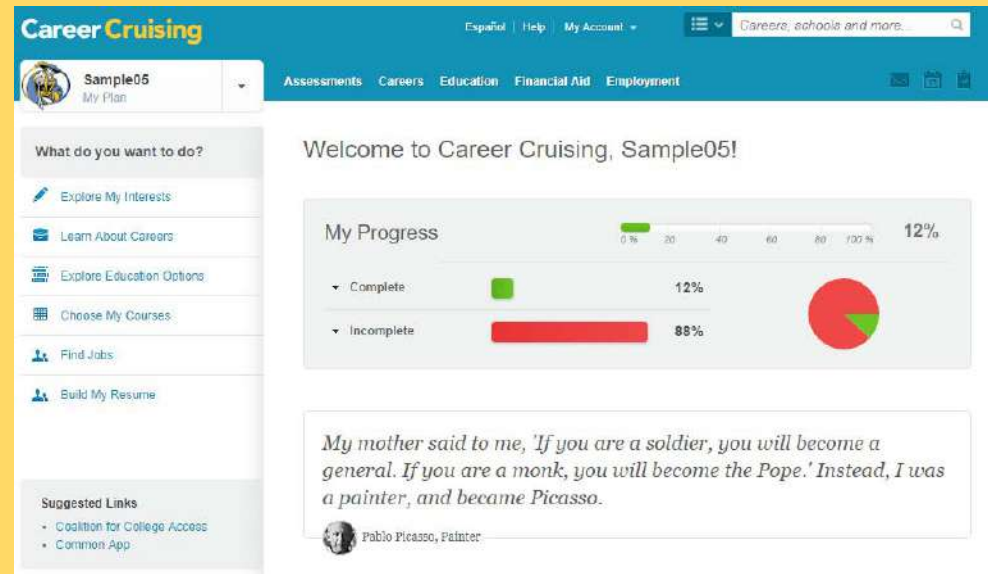 Career Cruising
Español | Help | My Account
Careers, schools and more...
Sample05
My Plan
Assessments Careers Education Financial Aid Employment
What do you want to do?
Explore My Interests
Learn About Careers
Explore Education Options
Choose My Courses
Find Jobs
Build My Resume
Suggested Links
• Coalition for College Access
• Common App
Welcome to Career Cruising, Sample05!
My Progress
0 % 20 40 60 80 100 %
12%
Complete 12%
Incomplete 88%
My mother said to me, 'If you are a soldier, you will become a
general. If you are a monk, you will become the Pope.' Instead, I was
a painter, and became Picasso.
Pablo Picasso, Painter